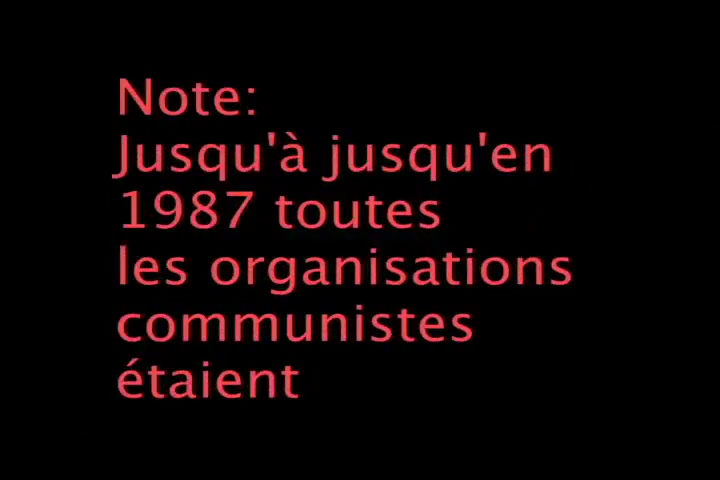 Note:
Jusqu'à jusqu'en
1987 toutes
les organisations
communistes
étaient